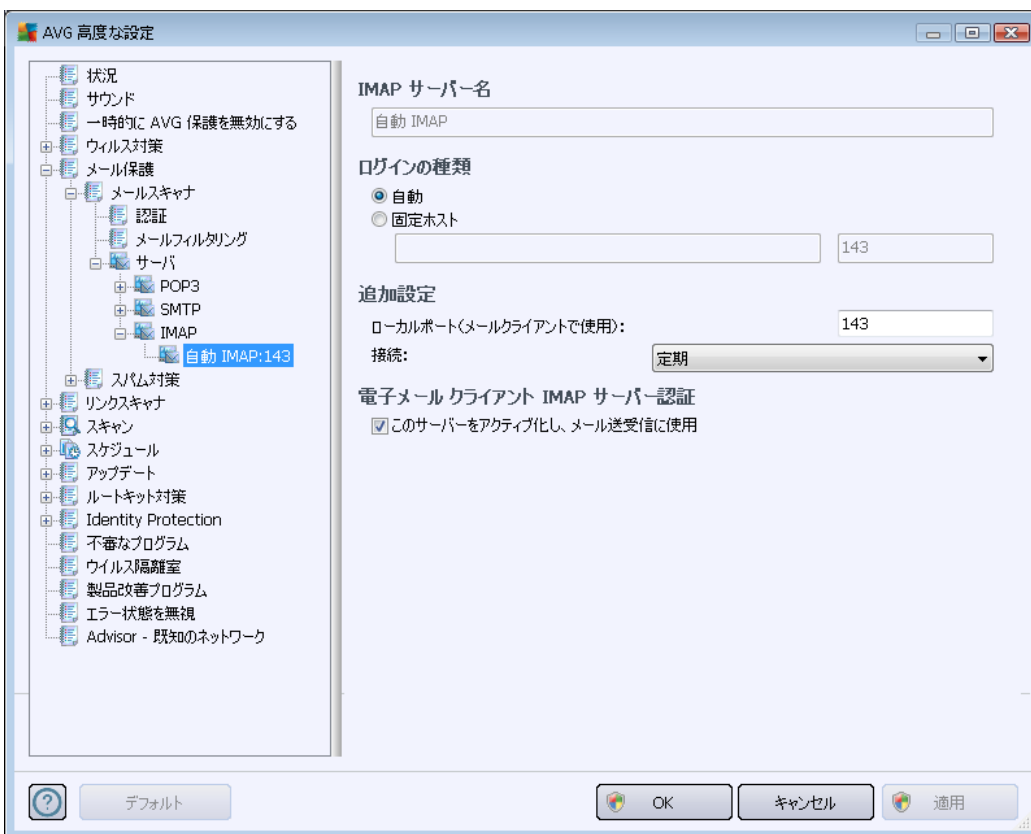 AVG 高度な設定
状況
サウンド
一時的に AVG 保護を無効にする
ウィルス対策
メール保護
メールスキャナ
認証
メールフィルタリング
サーバ
POP3
SMTP
IMAP
自動 IMAP:143
スパム対策
リンクスキャナ
スキャン
スケジュール
アップデート
ルートキット対策
Identity Protection
不審なプログラム
ウイルス隔離室
製品改善プログラム
エラー状態を無視
Advisor - 既知のネットワーク
IMAP サーバー名
自動 IMAP
ログインの種類
自動
固定ホスト
143
追加設定
ローカルポート(メールクライアントで使用):
143
接続:
定期
電子メール クライアント IMAP サーバー認証
このサーバーをアクティブ化し、メール送受信に使用
?
デフォルト
OK
キャンセル
適用